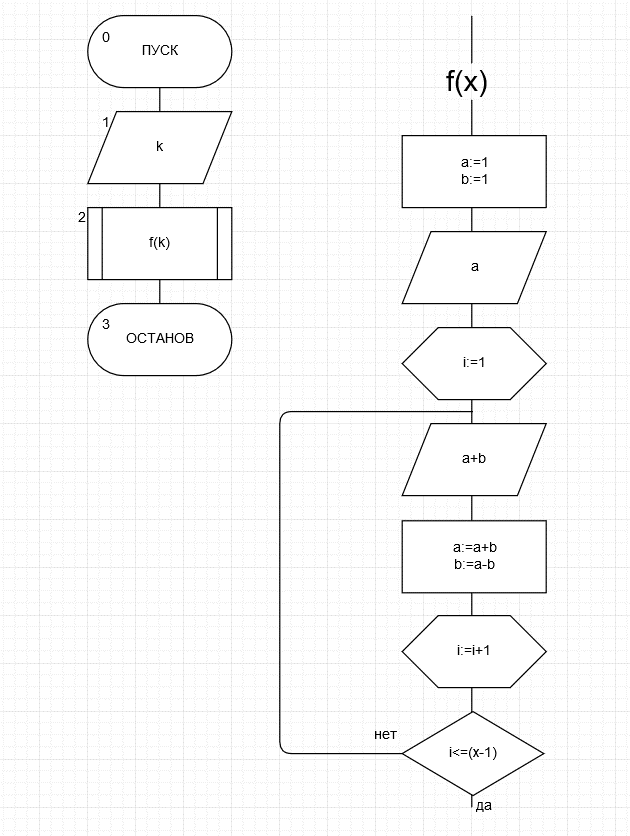 0
ПУСК
1
k
2
f(k)
3
ОСТАНОВ
f(x)
a:=1
b:=1
a
i:=1
a+b
a:=a+b
b:=a-b
i:=i+1
нет
i<=(x-1)
да